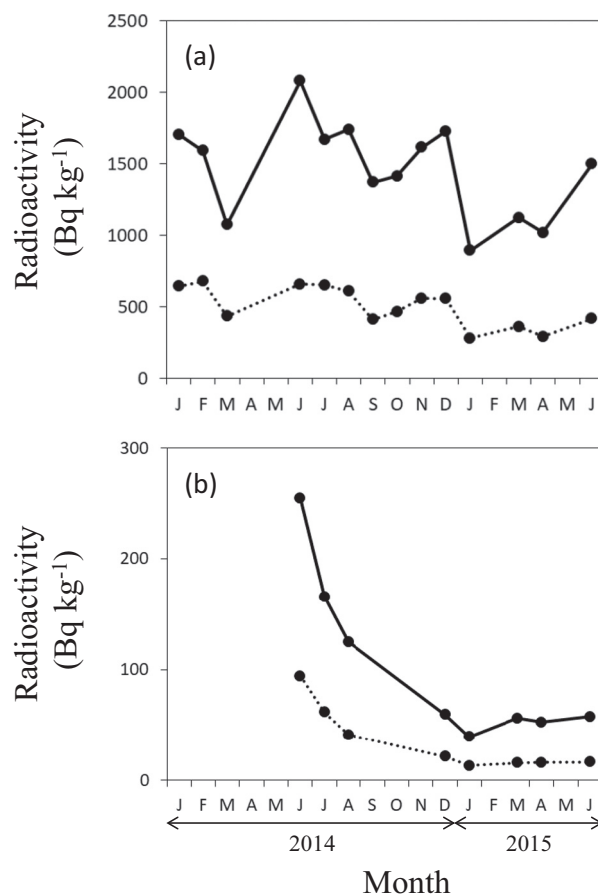 2500
(a)
2000
1500
1000
500
0
Radioactivity
(Bq kg-1)
J F M A M J J A S O N D J F M A M J
300
(b)
200
100
0
Radioactivity
(Bq kg-1)
J F M A M J J A S O N D J F M A M J
2014 2015
Month